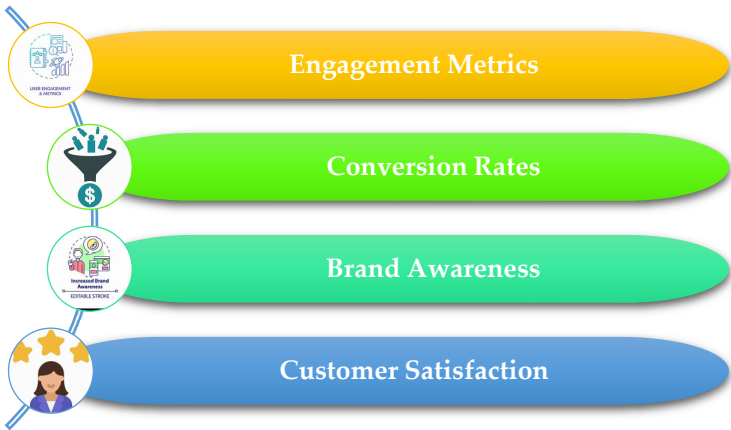 USER ENGAGEMENT
& METRICS
Engagement Metrics
$
Conversion Rates
Increased Brand
Awareness
EDITABLE STROKE
Brand Awareness
Customer Satisfaction